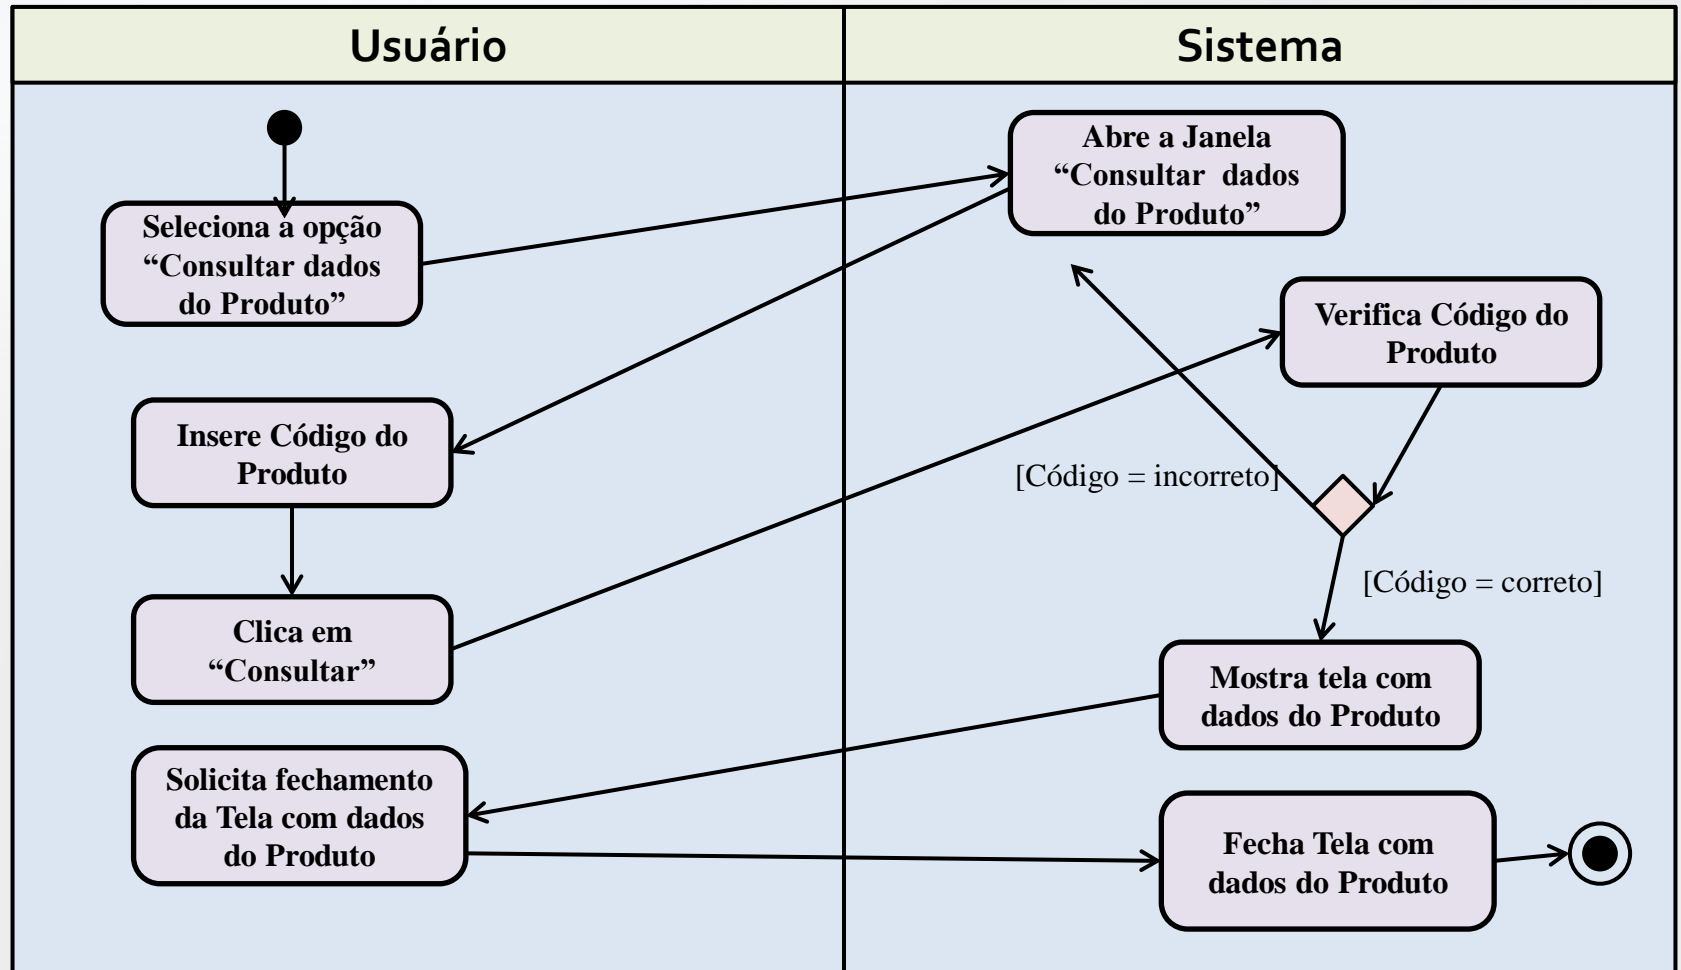 Usuário
Sistema
Seleciona a opção
“Consultar dados
do Produto”
Abre a Janela
“Consultar dados
do Produto”
Insere Código do
Produto
Clica em
“Consultar”
Verifica Código do
Produto
[Código = incorreto]
[Código = correto]
Mostra tela com
dados do Produto
Solicita fechamento
da Tela com dados
do Produto
Fecha Tela com
dados do Produto